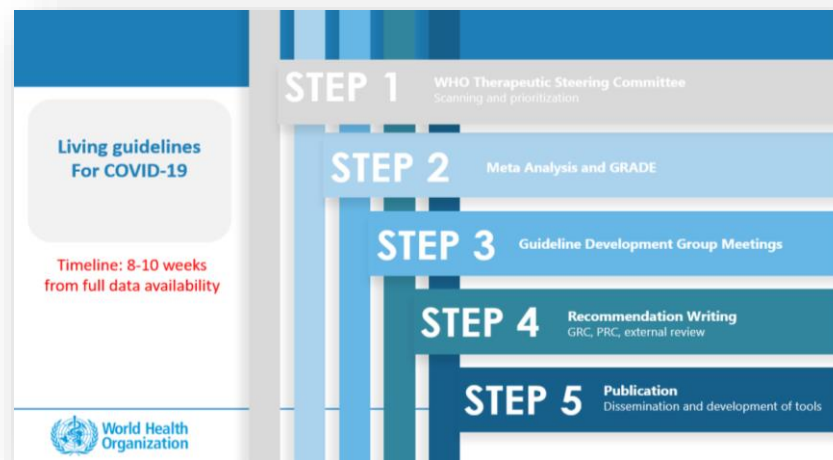 Living guidelines
For COVID-19
Timeline: 8-10 weeks
from full data availability
World Health
Organization
STEP 1
WHO Therapeutic Steering Committee
Scanning and prioritization
STEP 2
Meta Analysis and GRADE
STEP 3
Guideline Development Group Meetings
STEP 4
Recommendation Writing
GRC, PRC, external review
STEP 5
Publication
Dissemination and development of tools